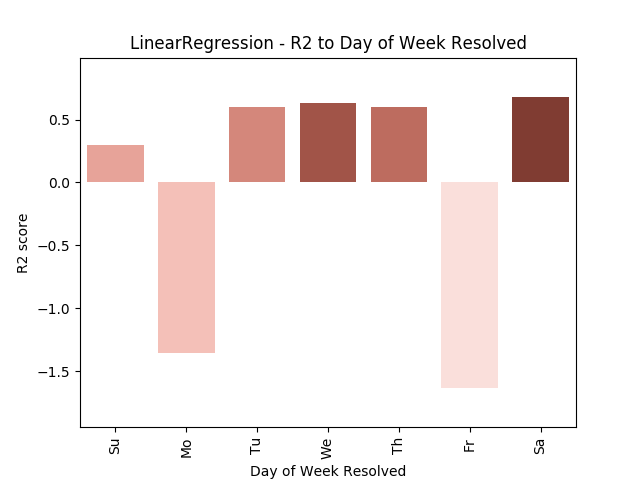 LinearRegression - R2 to Day of Week Resolved
R2 score
0.5
0.0
−0.5
−1.0
−1.5
Su
Mo
Tu
We
Th
Fr
Sa
Day of Week Resolved